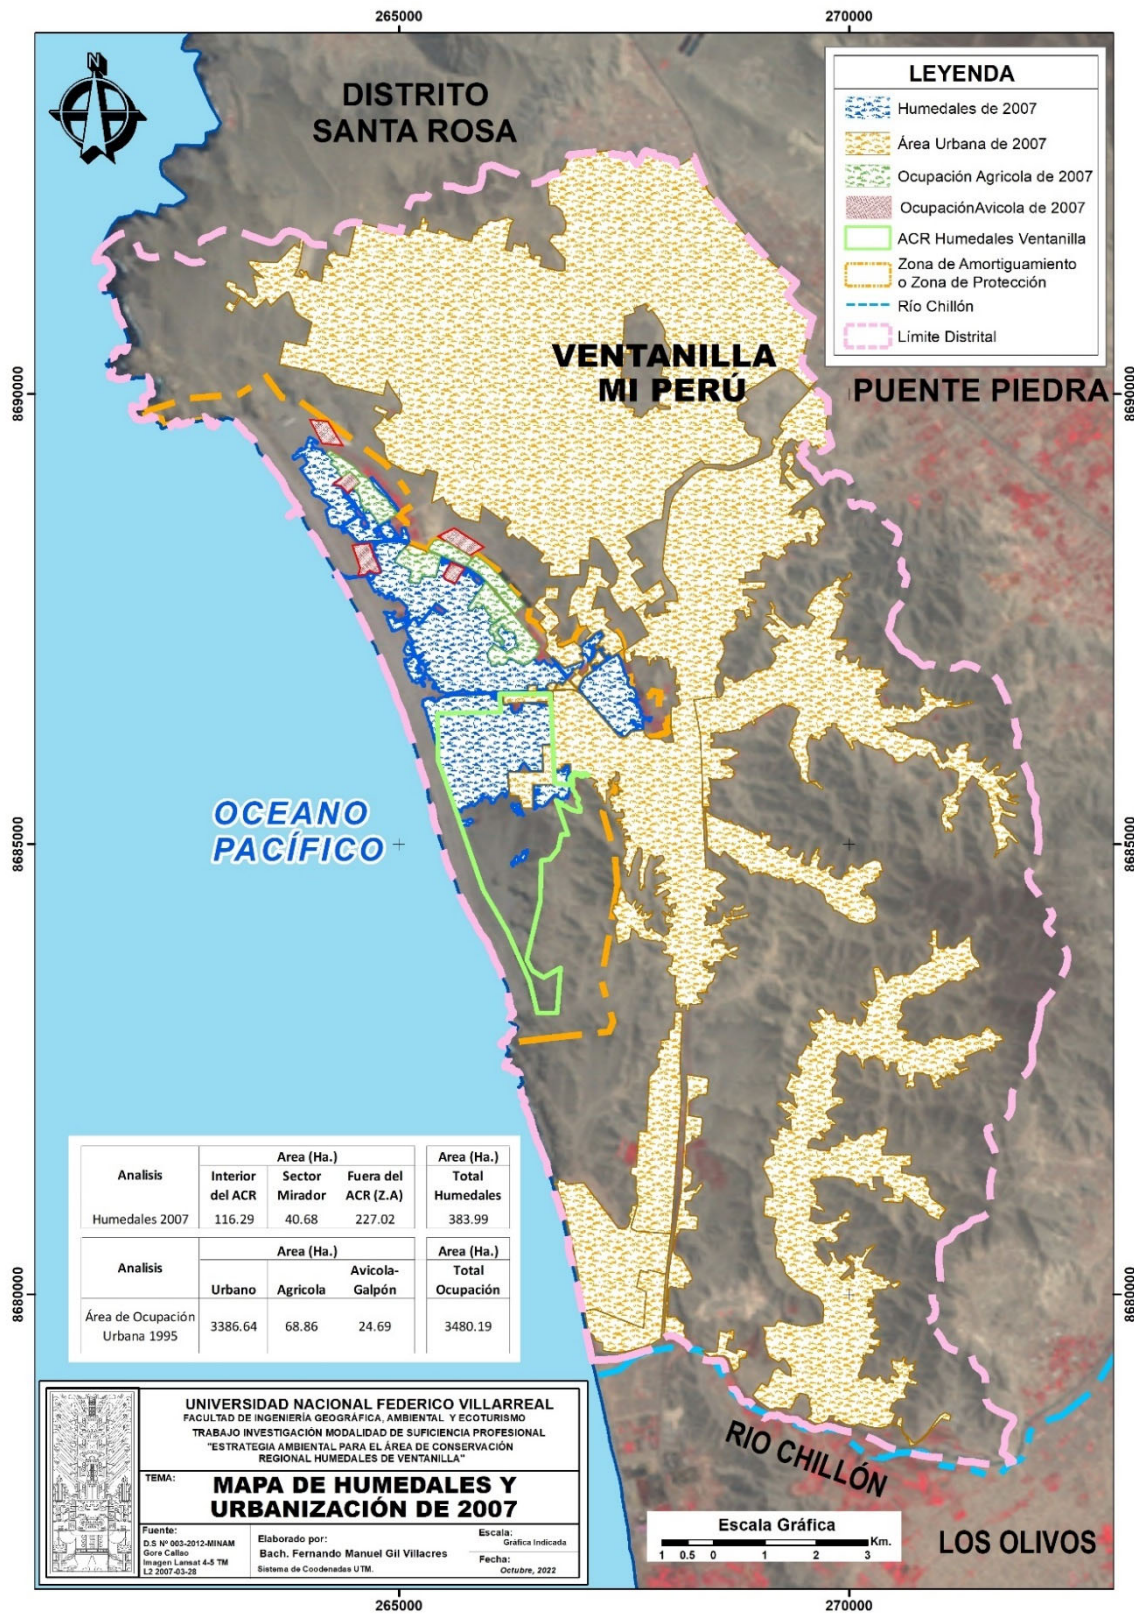 265000
270000
N
DISTRITO
SANTA ROSA
LEYENDA
Humedales de 2007
Área Urbana de 2007
Ocupación Agricola de 2007
OcupaciónAvicola de 2007
ACR Humedales Ventanilla
Zona de Amortiguamiento
o Zona de Protección
Río Chillón
Límite Distrital
VENTANILLA
MI PERÚ
PUENTE PIEDRA
8690000
8690000
OCEANO
PACÍFICO
8685000
8685000
Analisis
Area (Ha.)
Area (Ha.)
Interior
del ACR
Sector
Mirador
Fuera del
ACR (Z.A)
Total
Humedales
Humedales 2007 116.29 40.68 227.02 383.99
Analisis
Area (Ha.)
Area (Ha.)
Urbano
Agricola
Avicola-
Galpón
Total
Ocupación
Área de Ocupación
Urbana 1995
3386.64 68.86 24.69 3480.19
8680000
8680000
RIO CHILLÓN
LOS OLIVOS
UNIVERSIDAD NACIONAL FEDERICO VILLARREAL
FACULTAD DE INGENIERÍA GEOGRÁFICA, AMBIENTAL Y ECOTURISMO
TRABAJO INVESTIGACIÓN MODALIDAD DE SUFICIENCIA PROFESIONAL
"ESTRATEGIA AMBIENTAL PARA EL ÁREA DE CONSERVACIÓN
REGIONAL HUMEDALES DE VENTANILLA"
TEMA:
MAPA DE HUMEDALES Y
URBANIZACIÓN DE 2007
Fuente:
D.S Nº 003-2012-MINAM
Gore Callao
Imagen Lansat 4-5 TM
L2 2007-03-28
Elaborado por:
Bach. Fernando Manuel Gil Villacres
Sistema de Coodenadas UTM.
Escala:
Gráfica Indicada
Fecha:
Octubre, 2022
Escala Gráfica
1 0.5 0 1 2 3 Km.
265000
270000